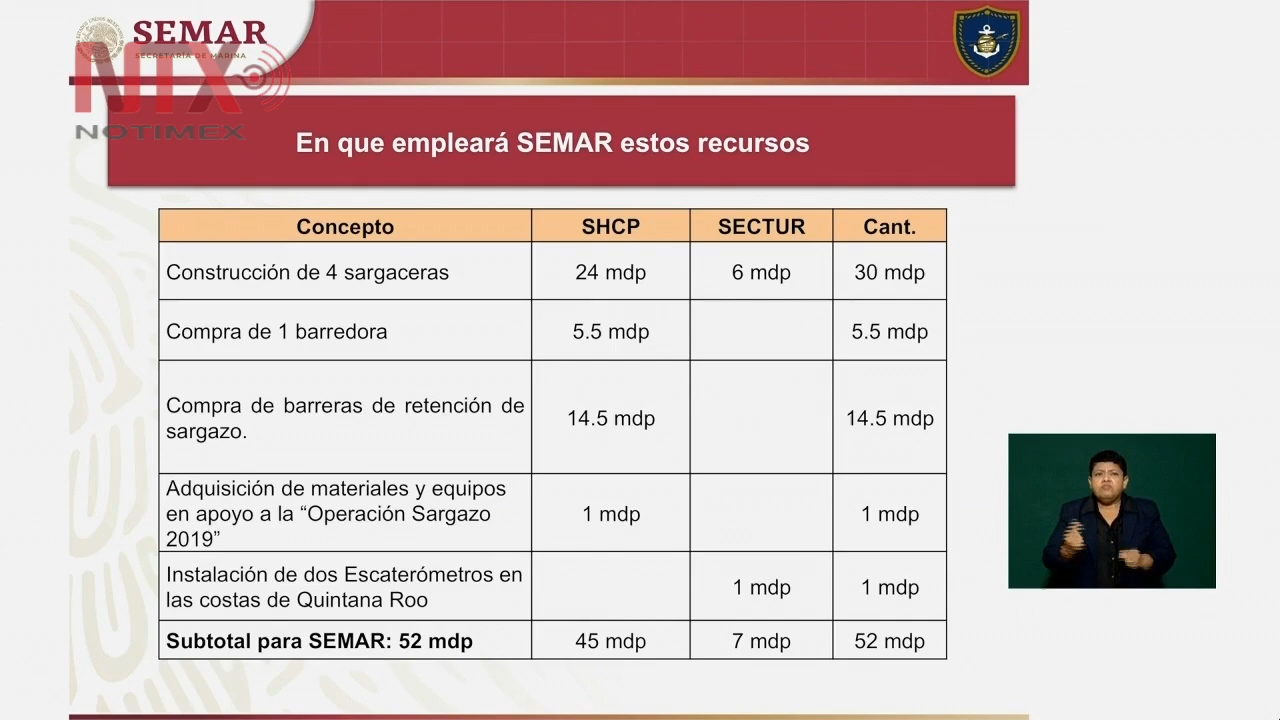 SEMAR
SECRETARÍA DE MARINA
NTX
NOTIMEX
En que empleará SEMAR estos recursos
Concepto SHCP SECTUR Cant.
Construcción de 4 sargaceras 24 mdp 6 mdp 30 mdp
Compra de 1 barredora 5.5 mdp 5.5 mdp
Compra de barreras de retención de
sargazo. 14.5 mdp 14.5 mdp
Adquisición de materiales y equipos
en apoyo a la “Operación Sargazo 1 mdp 1 mdp
2019”
Instalación de dos Escaterómetros en
las costas de Quintana Roo 1 mdp 1 mdp
Subtotal para SEMAR: 52 mdp 45 mdp 7 mdp 52 mdp